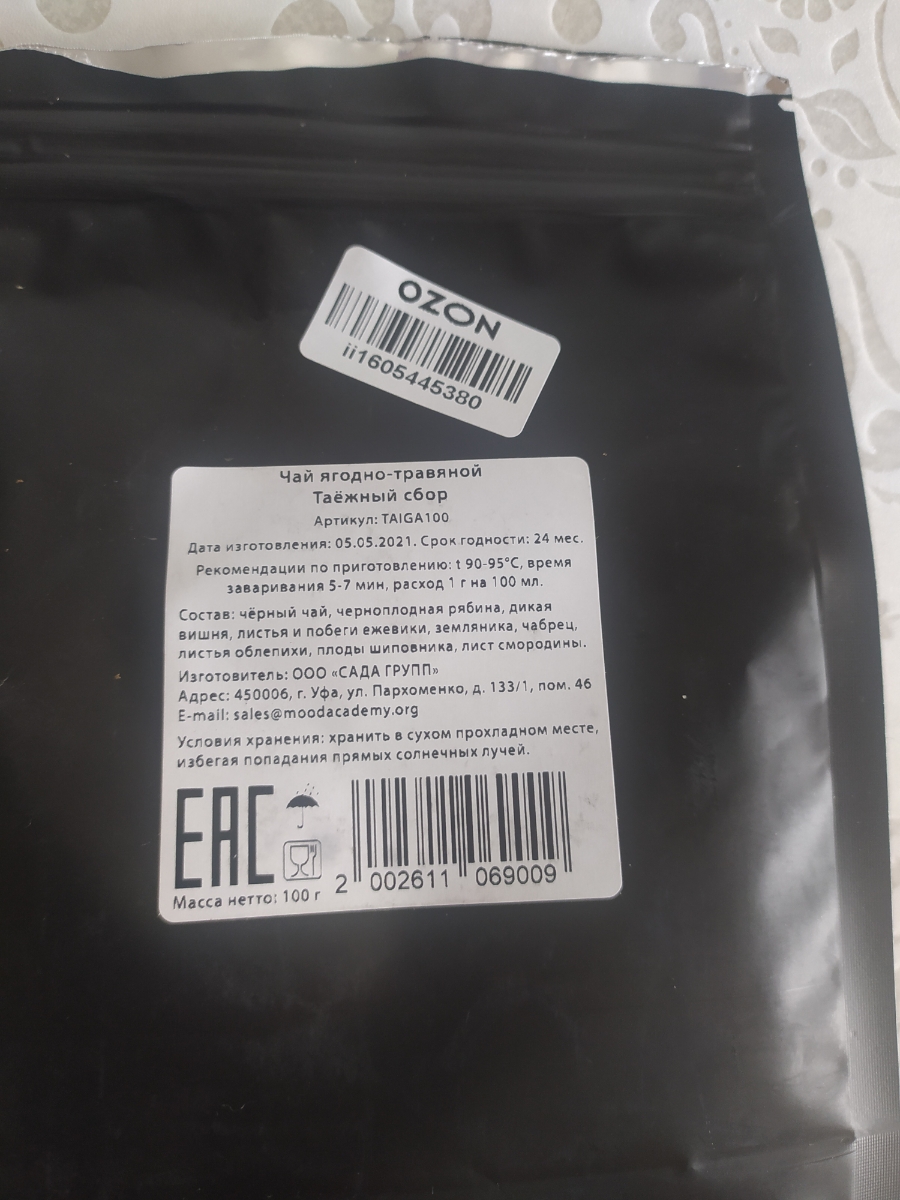 OZON
ii1605445380
Чай ягодно-травяной
Таёжный сбор
Артикул: TAIGA100
Дата изготовления: 05.05.2021. Срок годности: 24 мес.
Рекомендации по приготовлению: t 90-95°C, время
заваривания 5-7 мин, расход 1 г на 100 мл.
Состав: чёрный чай, черноплодная рябина, дикая
вишня, листья и побеги ежевики, земляника, чабрец,
листья облепихи, плоды шиповника, лист смородины.
Изготовитель: ООО «САДА ГРУПП»
Адрес: 450006, г. Уфа, ул. Пархоменко, д. 133/1, пом. 46
E-mail: sales@moodacademy.org
Условия хранения: хранить в сухом прохладном месте,
избегая попадания прямых солнечных лучей.
EAC
Масса нетто: 100 г
2 002611 069009